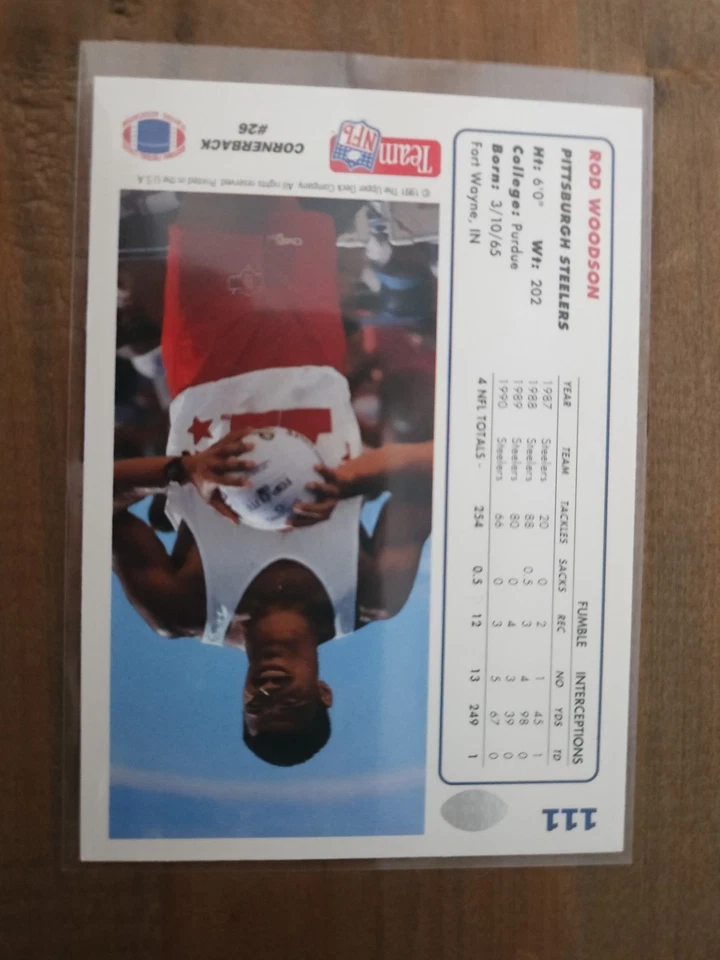 111
ROD WOODSON
PITTSBURGH STEELERS
Ht: 6'0" Wt: 202
College: Purdue
Born: 3/10/65
Fort Wayne, IN
FUMBLE INTERCEPTIONS
YEAR TEAM TACKLES SACKS REC NO YDS TD
1987 Steelers 20 0 2 1 45 1
1988 Steelers 88 0.5 3 4 98 0
1989 Steelers 80 0 4 3 39 0
1990 Steelers 66 0 3 5 67 0
4 NFL TOTALS - 254 0.5 12 13 249 1
© 1991 The Upper Deck Company. All rights reserved. Printed in the U.S.A.
Team
NFL
CORNERBACK
#26